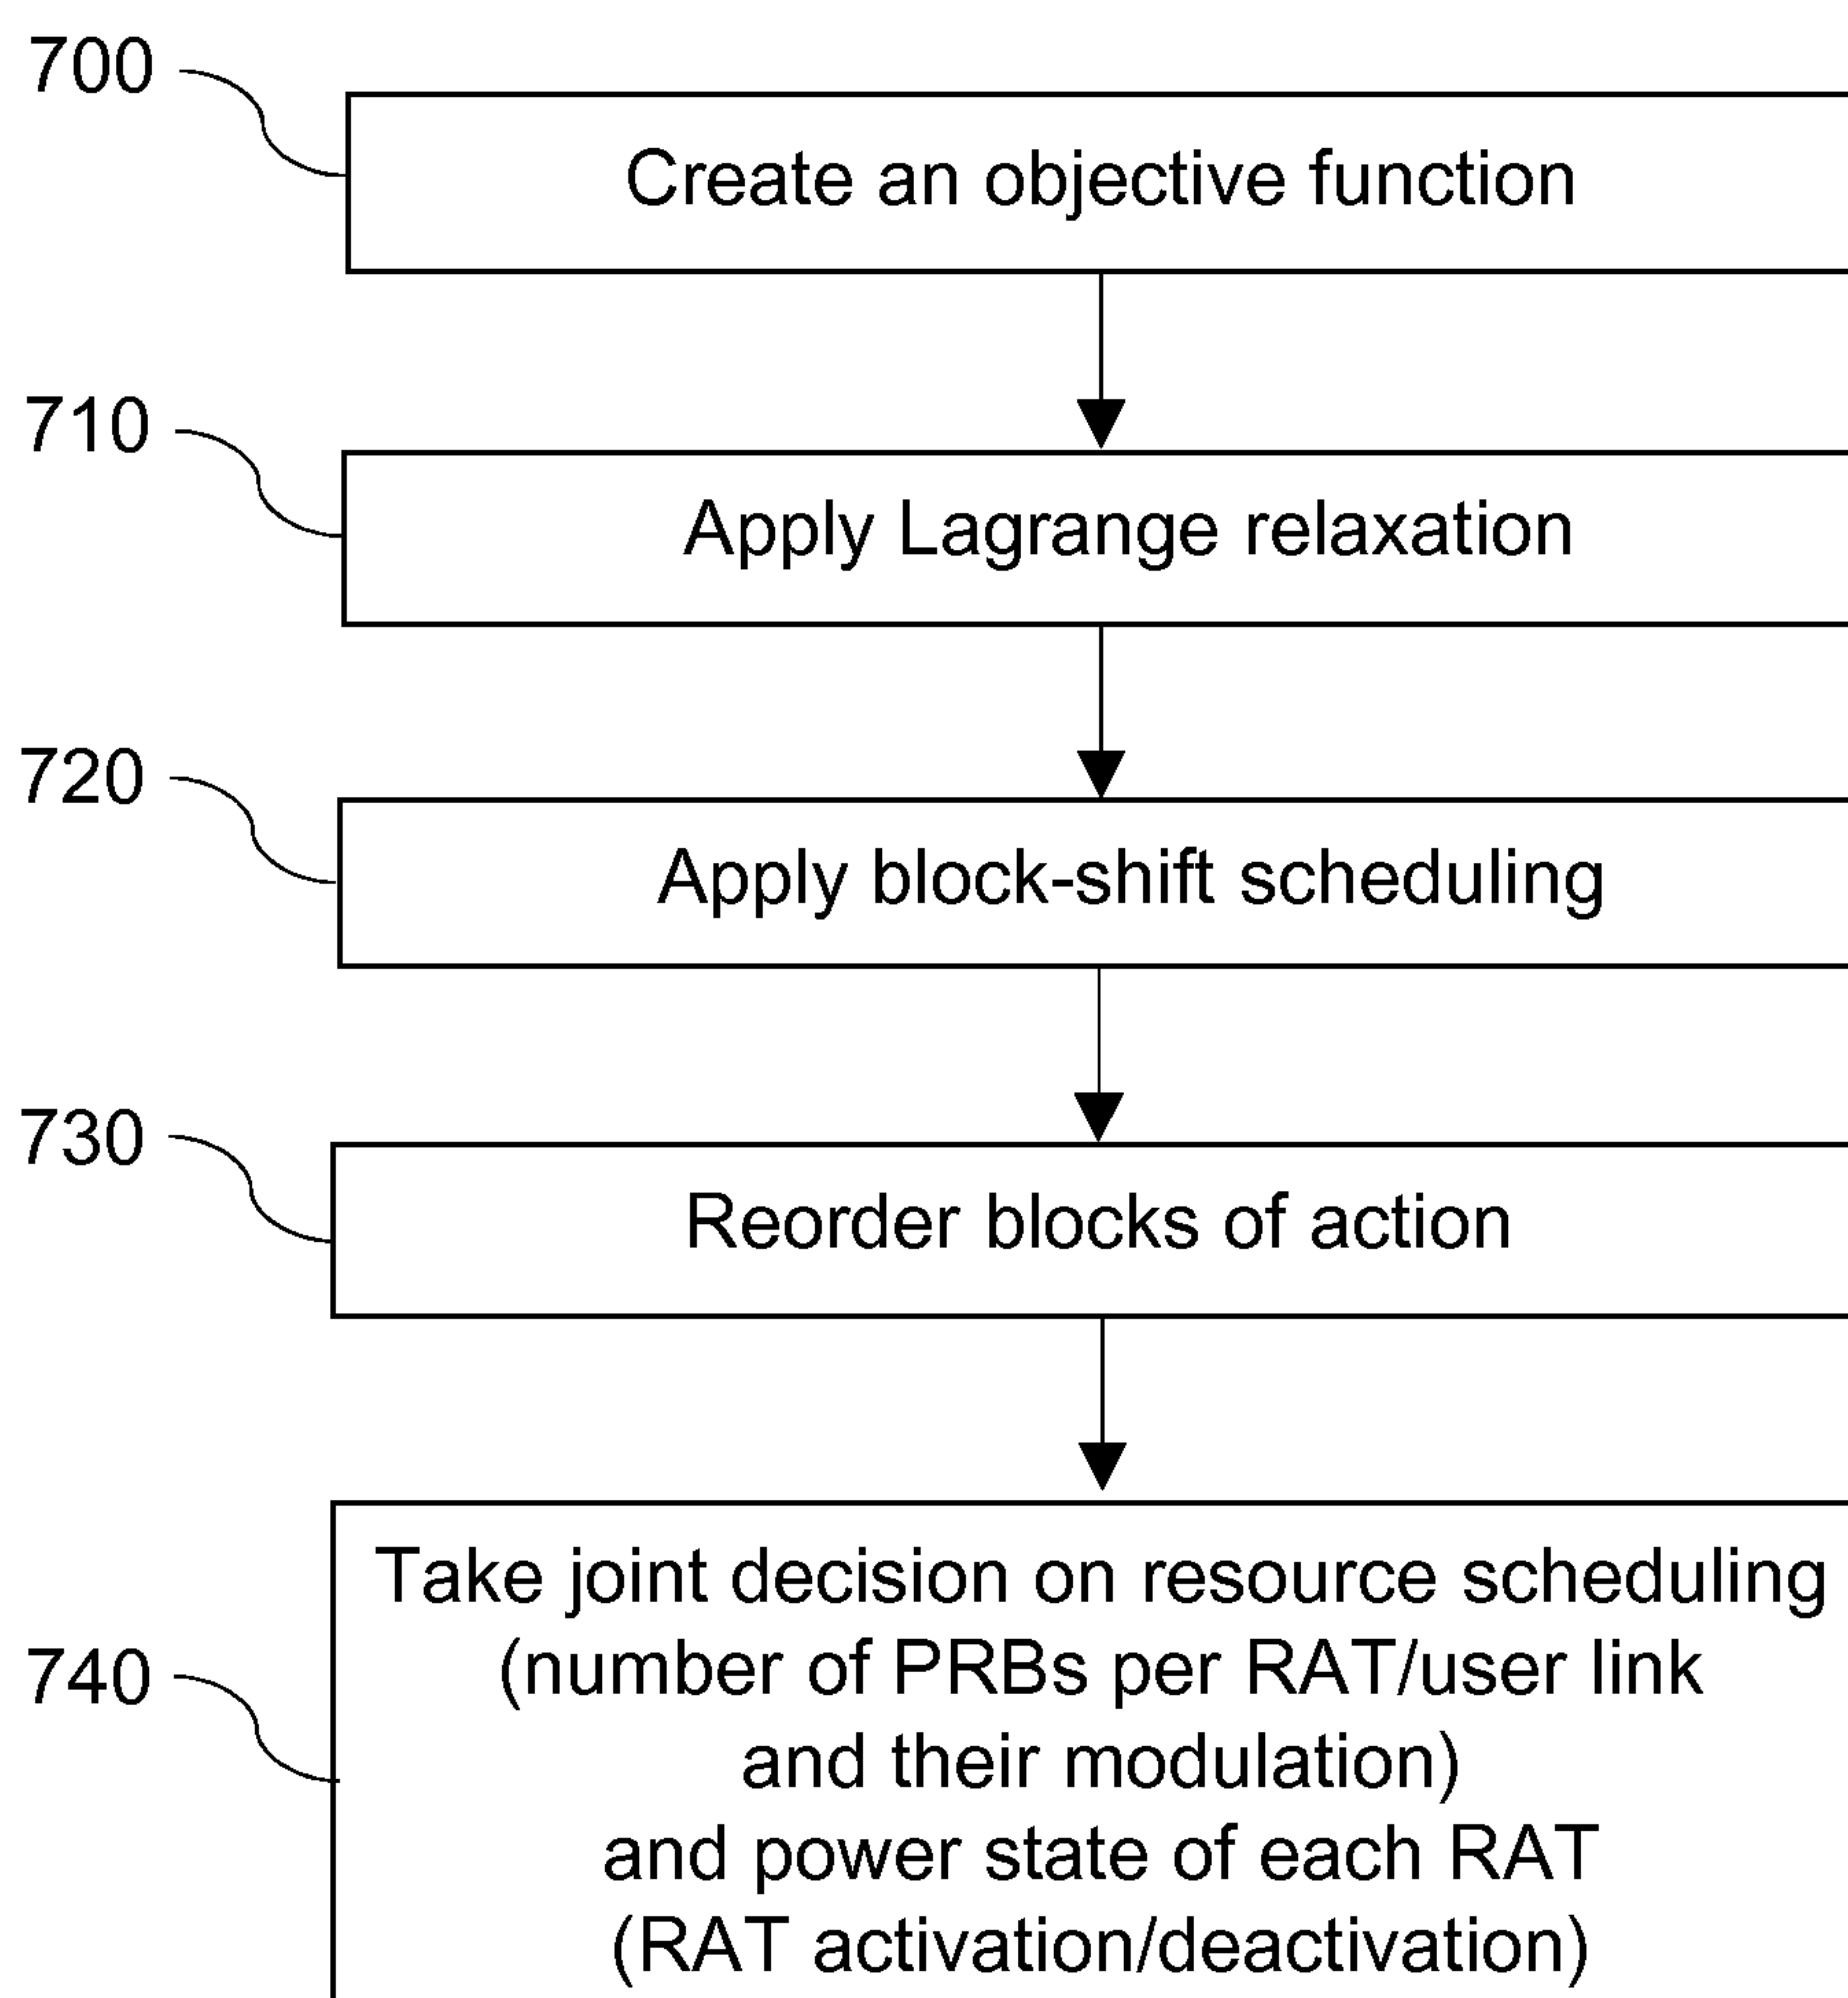 700
Create an objective function
710
Apply Lagrange relaxation
720
Apply block-shift scheduling
730
Reorder blocks of action
740
Take joint decision on resource scheduling
(number of PRBs per RAT/user link
and their modulation)
and power state of each RAT
(RAT activation/deactivation)